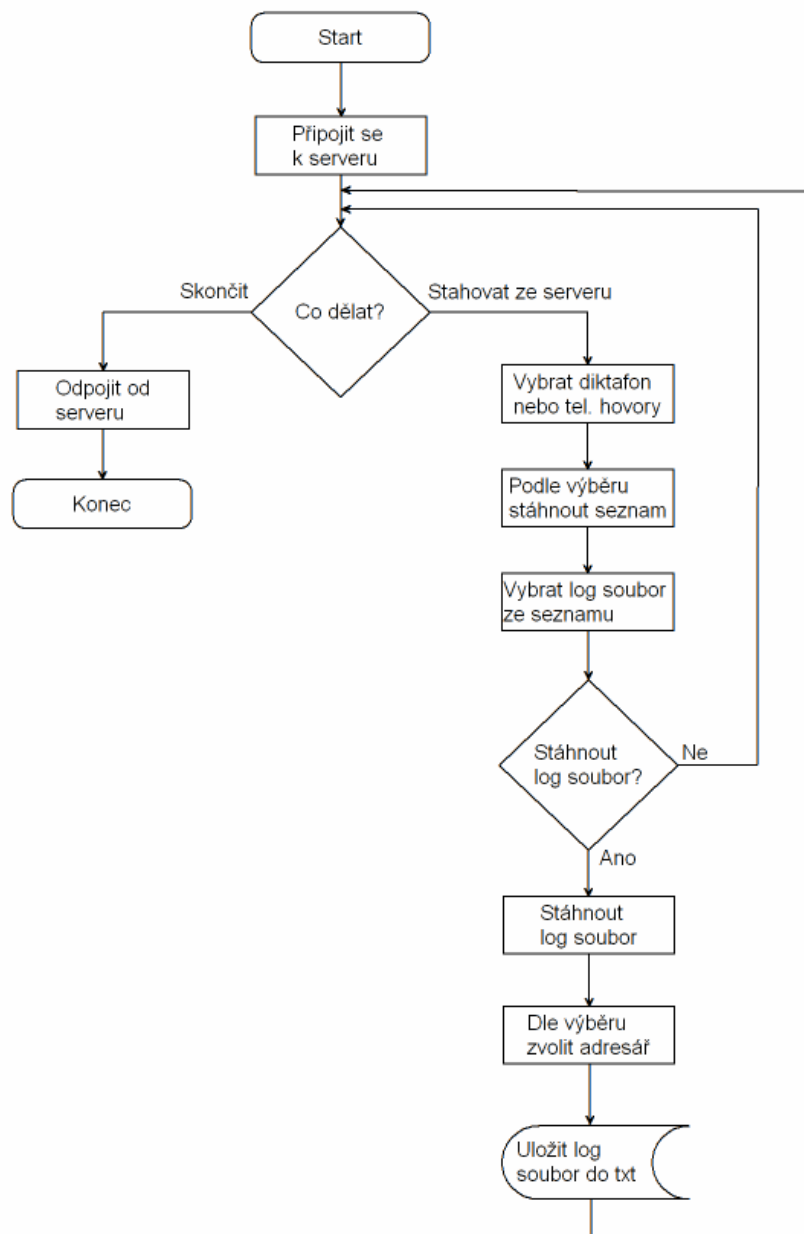 Start
Připojit se
k serveru
Skončit
Co dělat?
Stahovat ze serveru
Odpojit od
serveru
Konec
Vybrat diktafon
nebo tel. hovory
Podle výběru
stáhnout seznam
Vybrat log soubor
ze seznamu
Stáhnout
log soubor?
Ne
Ano
Stáhnout
log soubor
Dle výběru
zvolit adresář
Uložit log
soubor do txt